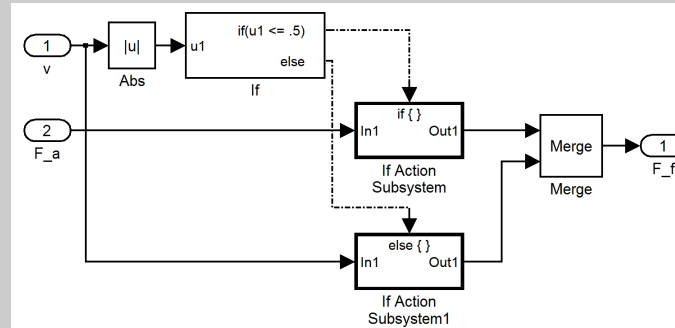 1
v
|u|
Abs
u1
if(u1 <= .5)
else
If
2
F_a
if { }
In1
Out1
If Action
Subsystem
Merge
Merge
1
F_f
else { }
In1
Out1
If Action
Subsystem1